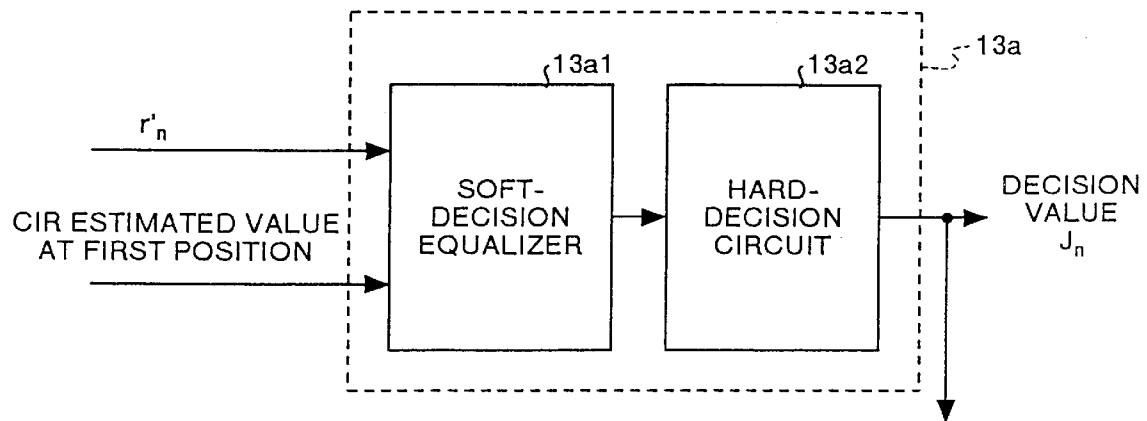 13a
13a1
13a2
r'n
CIR ESTIMATED VALUE
AT FIRST POSITION
SOFT-
DECISION
EQUALIZER
HARD-
DECISION
CIRCUIT
DECISION
VALUE
Jn